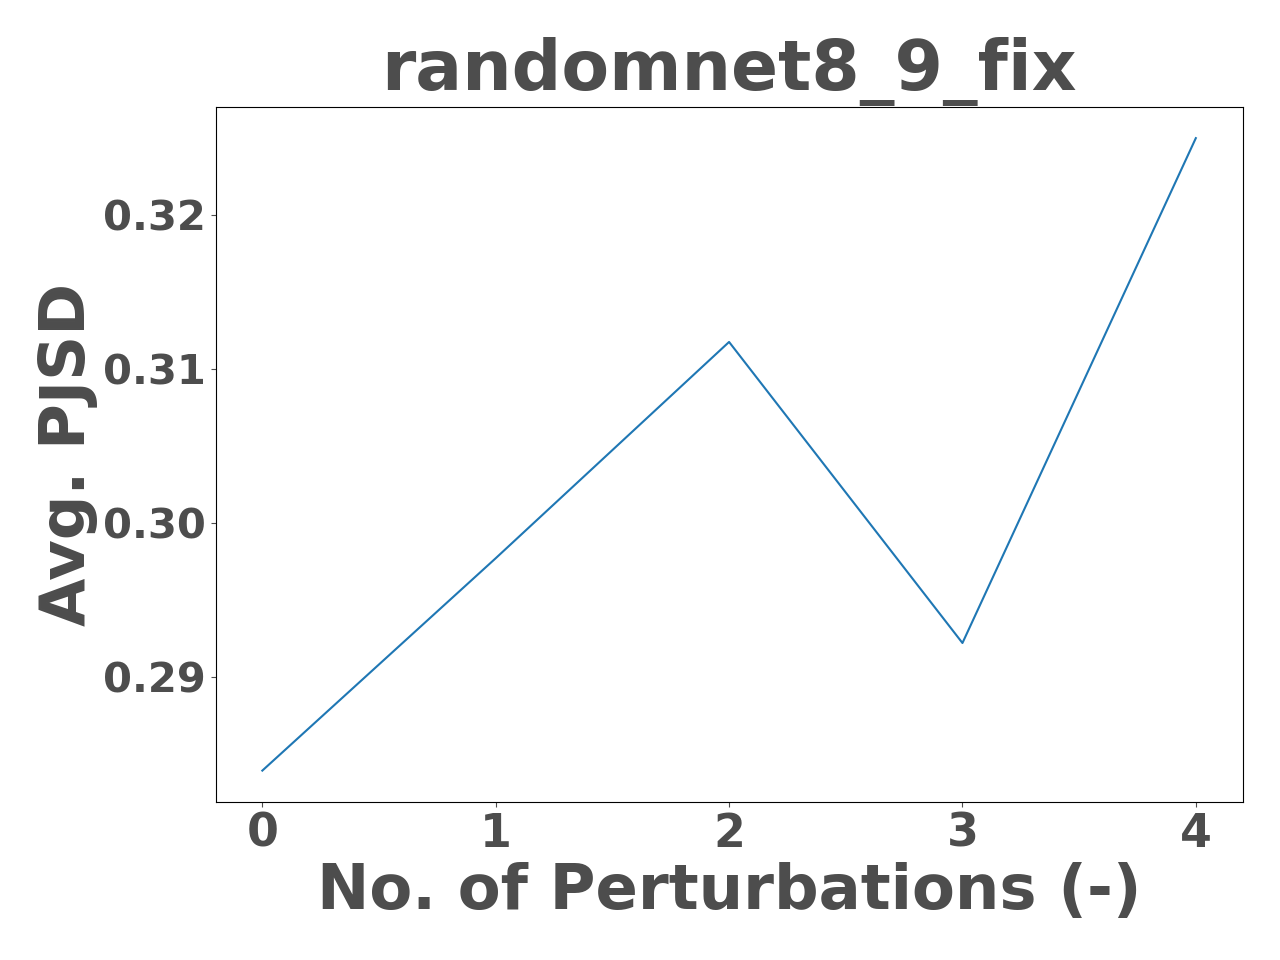 randomnet8_9_fix
Avg. PJSD
0.32
0.31
0.30
0.29
0 1 2 3 4
No. of Perturbations (-)